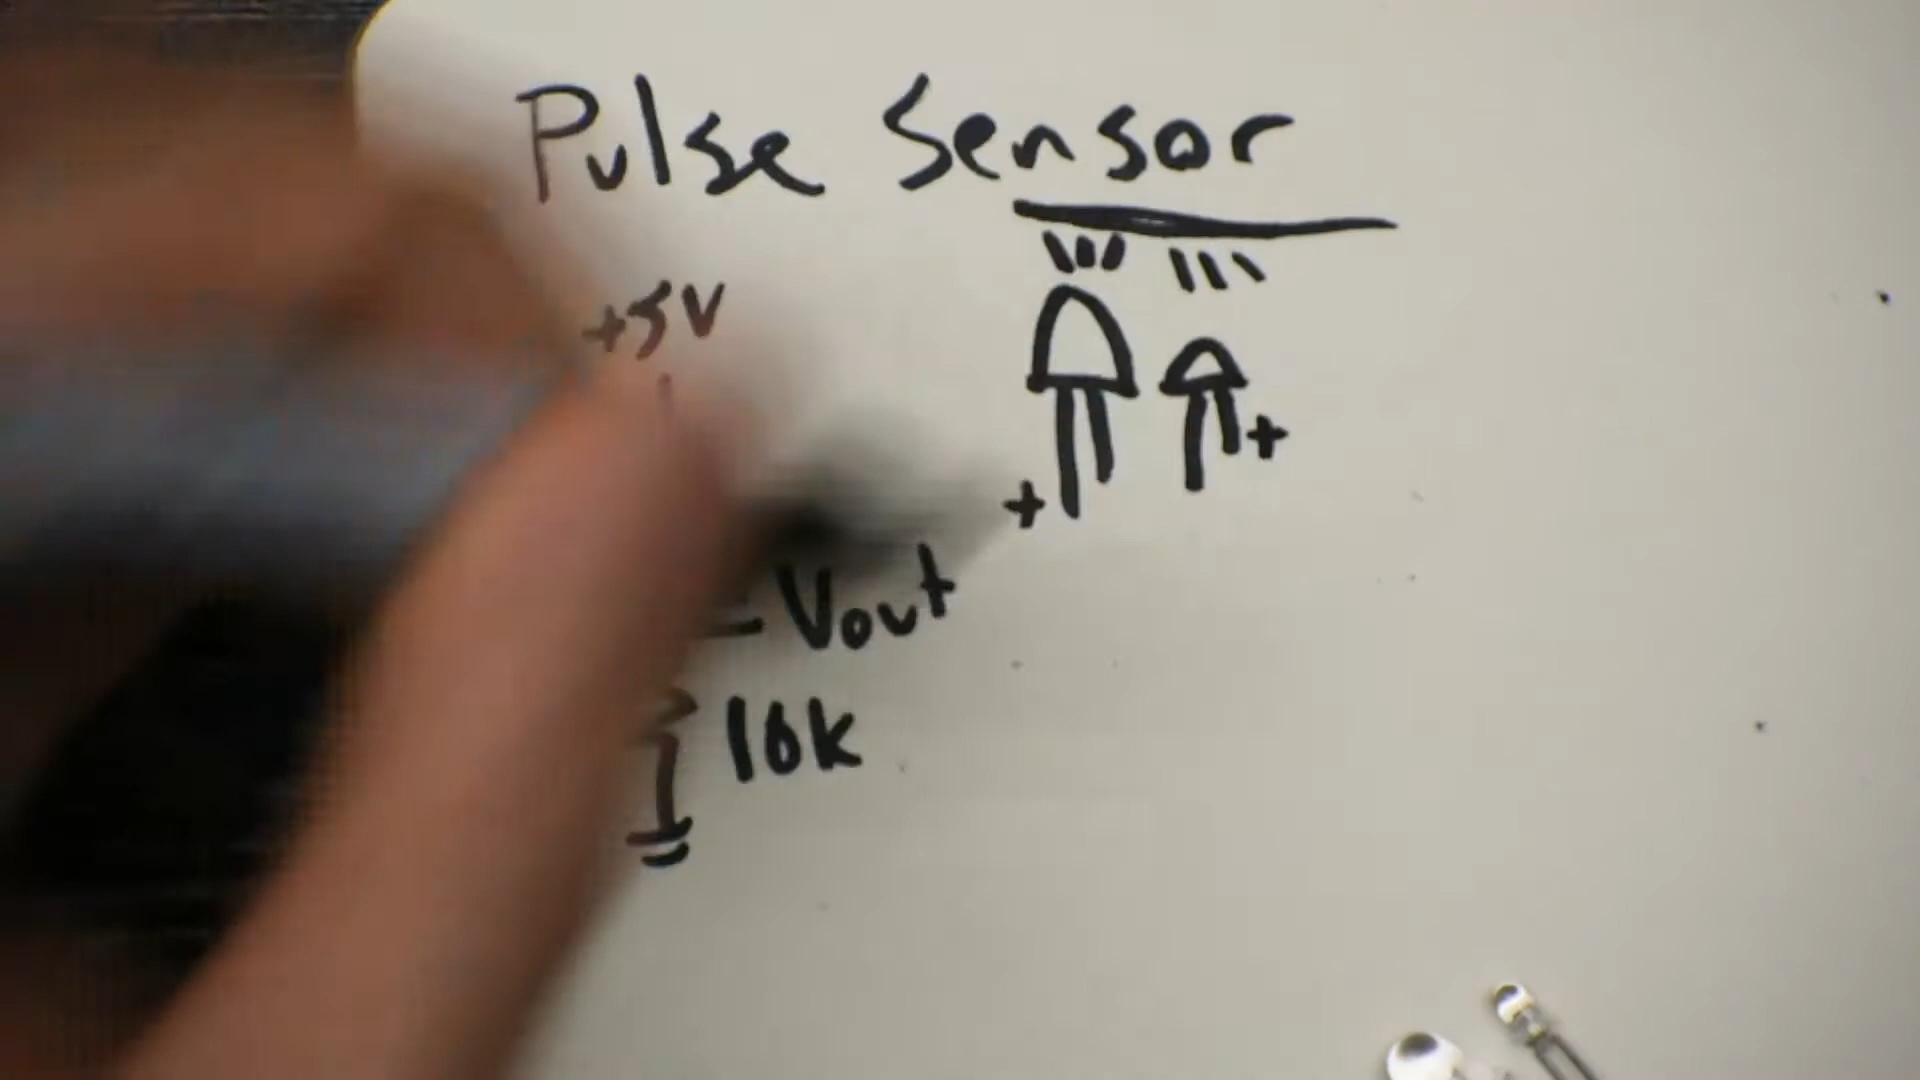 Pulse Sensor
+5V
+
+
Vout
10k